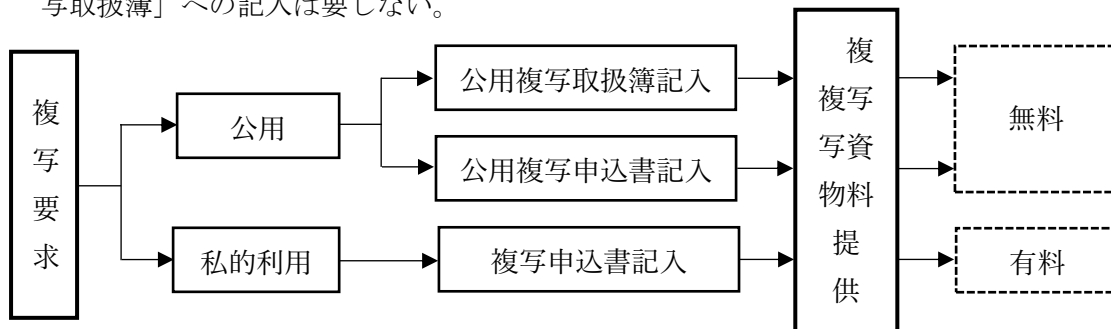 写取扱簿」への記入は要しない。
複写要求
公用
私的利用
公用複写取扱簿記入
公用複写申込書記入
複写申込書記入
複写資料
複写物
提供
無料
有料